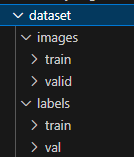 dataset
images
train
valid
labels
train
val